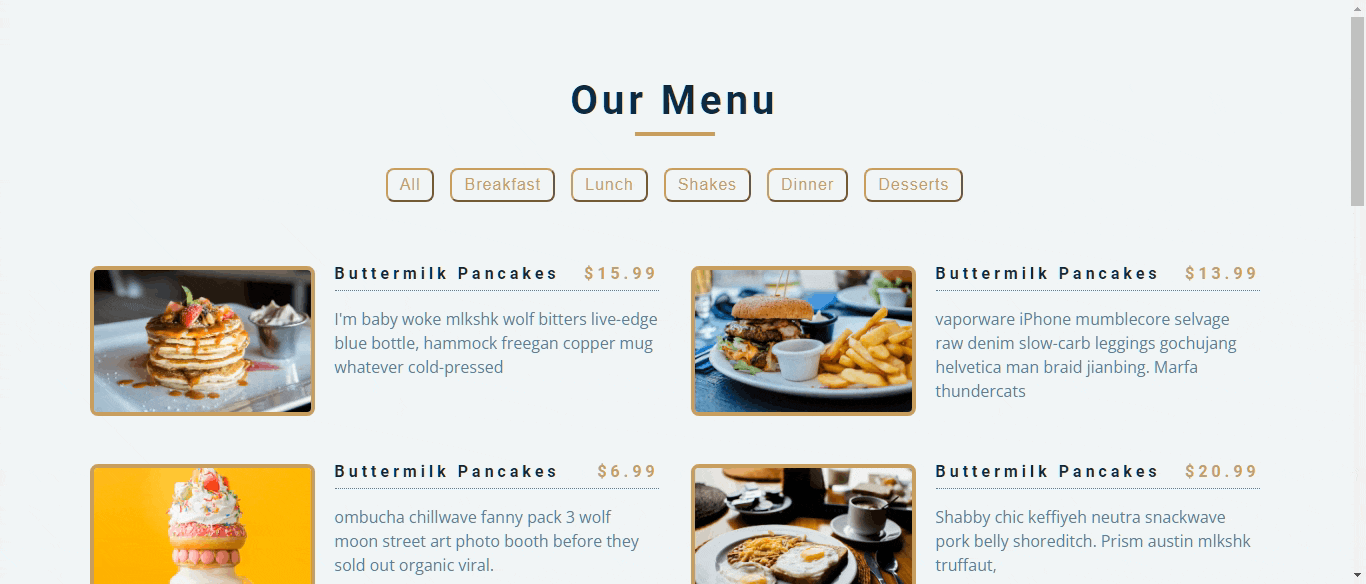 Our Menu
All Breakfast Lunch Shakes Dinner Desserts
Buttermilk Pancakes $15.99
I'm baby woke mlkshk wolf bitters live-edge
blue bottle, hammock freegan copper mug
whatever cold-pressed
Buttermilk Pancakes $13.99
vaporware iPhone mumblecore selvage
raw denim slow-carb leggings gochujang
helvetica man braid jianbing. Marfa
thundercats
Buttermilk Pancakes $6.99
ombucha chillwave fanny pack 3 wolf
moon street art photo booth before they
sold out organic viral.
Buttermilk Pancakes $20.99
Shabby chic keffiyeh neutra snackwave
pork belly shoreditch. Prism austin mlkshk
truffaut,